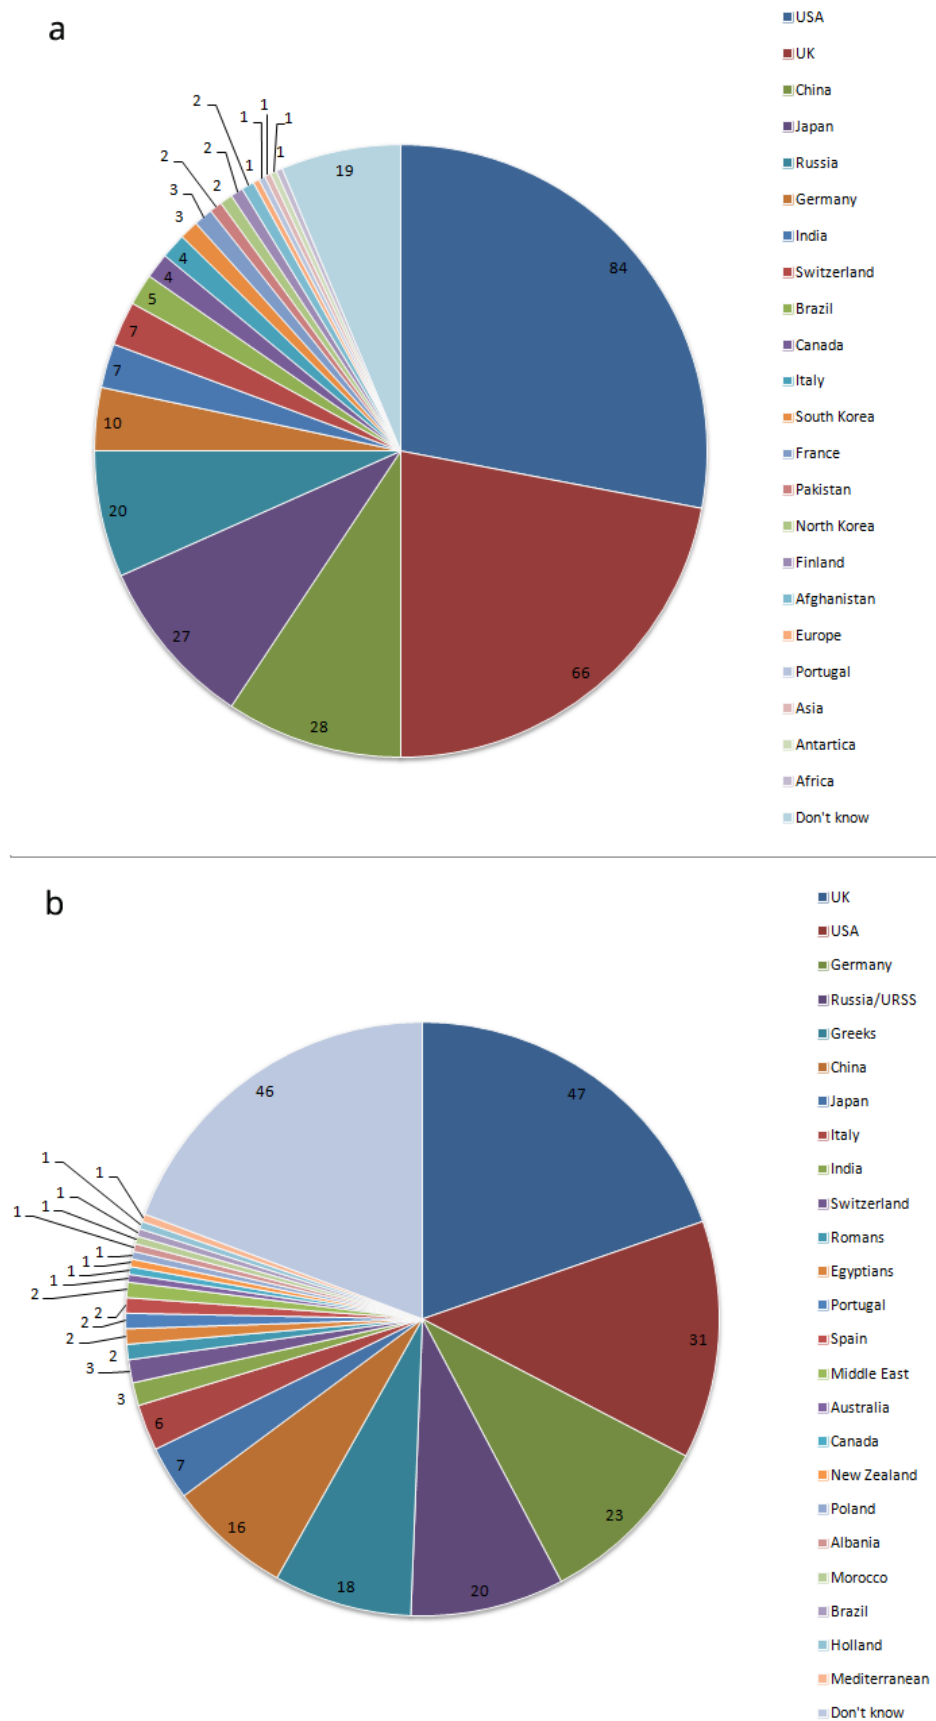 a
USA
UK
China
Japan
Russia
Germany
India
Switzerland
Brazil
Canada
Italy
South Korea
France
Pakistan
North Korea
Finland
Afghanistan
Europe
Portugal
Asia
Antartica
Africa
Don't know
84
66
28
27
20
10
7
7
5
4
4
3
3
2
2
2
2
1
1
1
1
1
19
b
UK
USA
Germany
Russia/URSS
Greeks
China
Japan
Italy
India
Switzerland
Romans
Egyptians
Portugal
Spain
Middle East
Australia
Canada
New Zealand
Poland
Albania
Morocco
Brazil
Holland
Mediterranean
Don't know
47
31
23
20
18
16
7
6
3
3
2
2
2
2
2
1
1
1
1
1
1
1
1
1
46